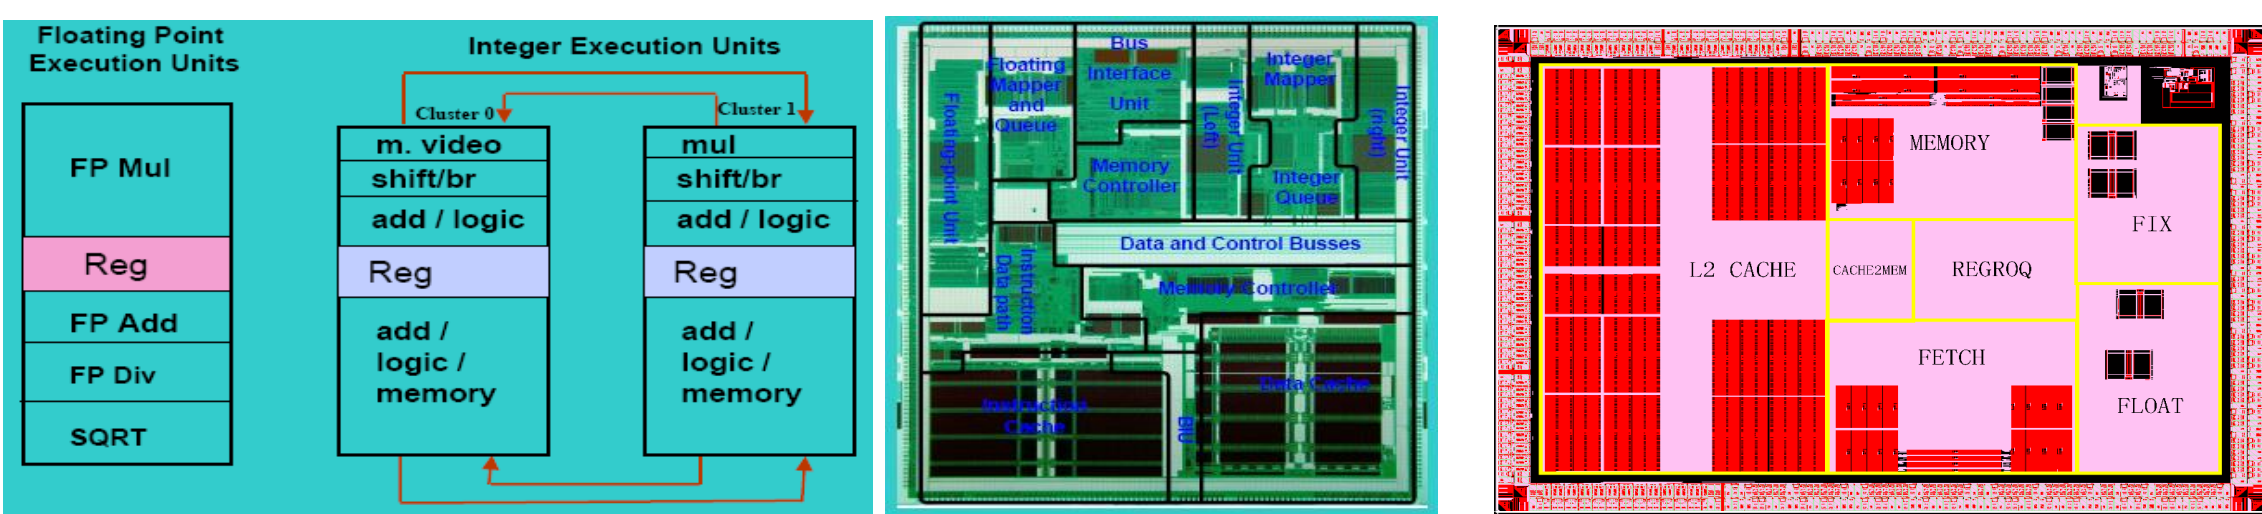 Floating Point
Execution Units
FP Mul
Reg
FP Add
FP Div
SQRT
Integer Execution Units
Cluster 0
m. video
shift/br
add / logic
Reg
add /
logic /
memory
Cluster 1
mul
shift/br
add / logic
Reg
add /
logic /
memory
Floating-point Unit
Floating
Mapper
and
Queue
Bus
Interface
Unit
Memory
Controller
Integer Unit
(Left)
Integer
Mapper
Integer
Queue
Integer Unit
(right)
Data and Control Busses
Instruction
Data path
Memory Controller
Instruction
Cache
BIU
Data Cache
L2 CACHE
MEMORY
CACHE2MEM
REGROQ
FETCH
FIX
FLOAT